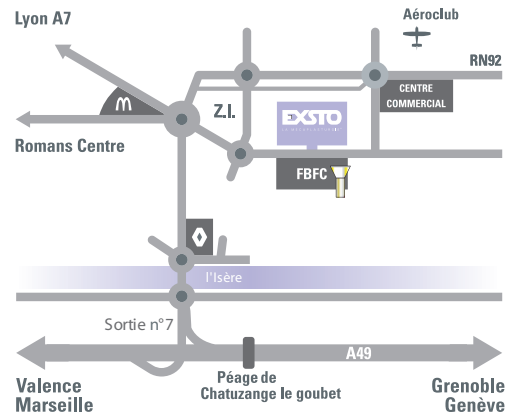 Lyon A7
Aéroclub
RN92
CENTRE
COMMERCIAL
Z.I.
EXSTO
Romans Centre
FBFC
l'Isère
Sortie n°7
A49
Valence
Marseille
Péage de
Chatuzange le goubet
Grenoble
Genève